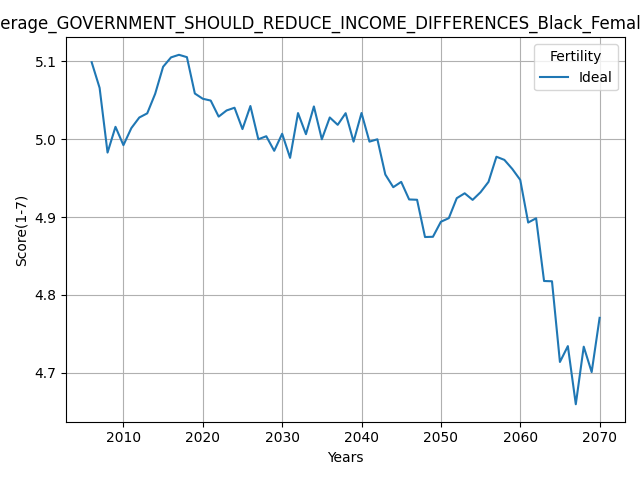 erage_GOVERNMENT_SHOULD_REDUCE_INCOME_DIFFERENCES_Black_Femal
Fertility
Ideal
5.1
5.0
4.9
4.8
4.7
Score(1-7)
2010 2020 2030 2040 2050 2060 2070
Years